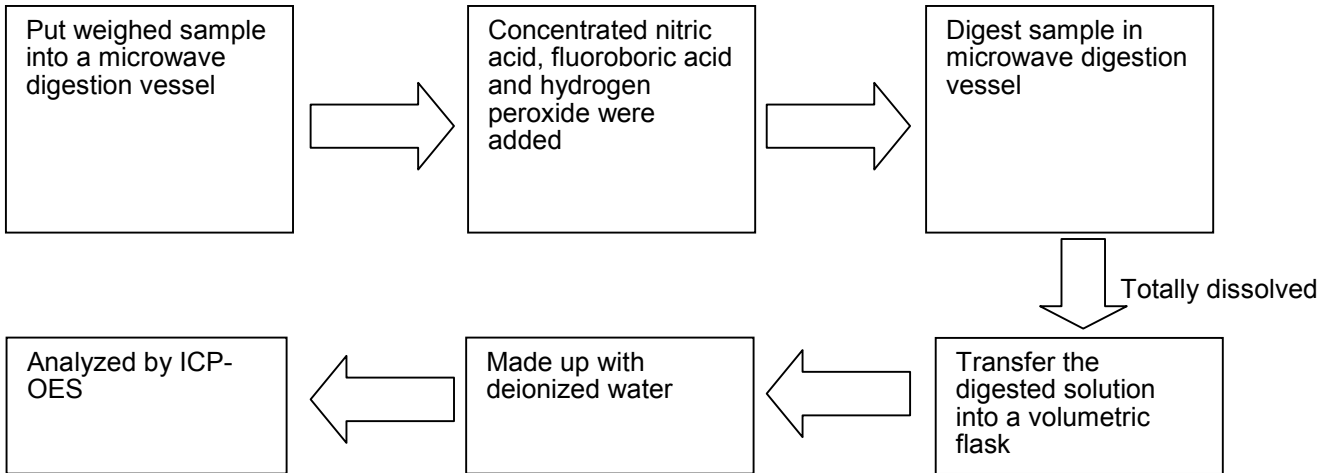 Put weighed sample
into a microwave
digestion vessel
Concentrated nitric
acid, fluoroboric acid
and hydrogen
peroxide were
added
Digest sample in
microwave digestion
vessel
Totally dissolved
Transfer the
digested solution
into a volumetric
flask
Made up with
deionized water
Analyzed by ICP-
OES